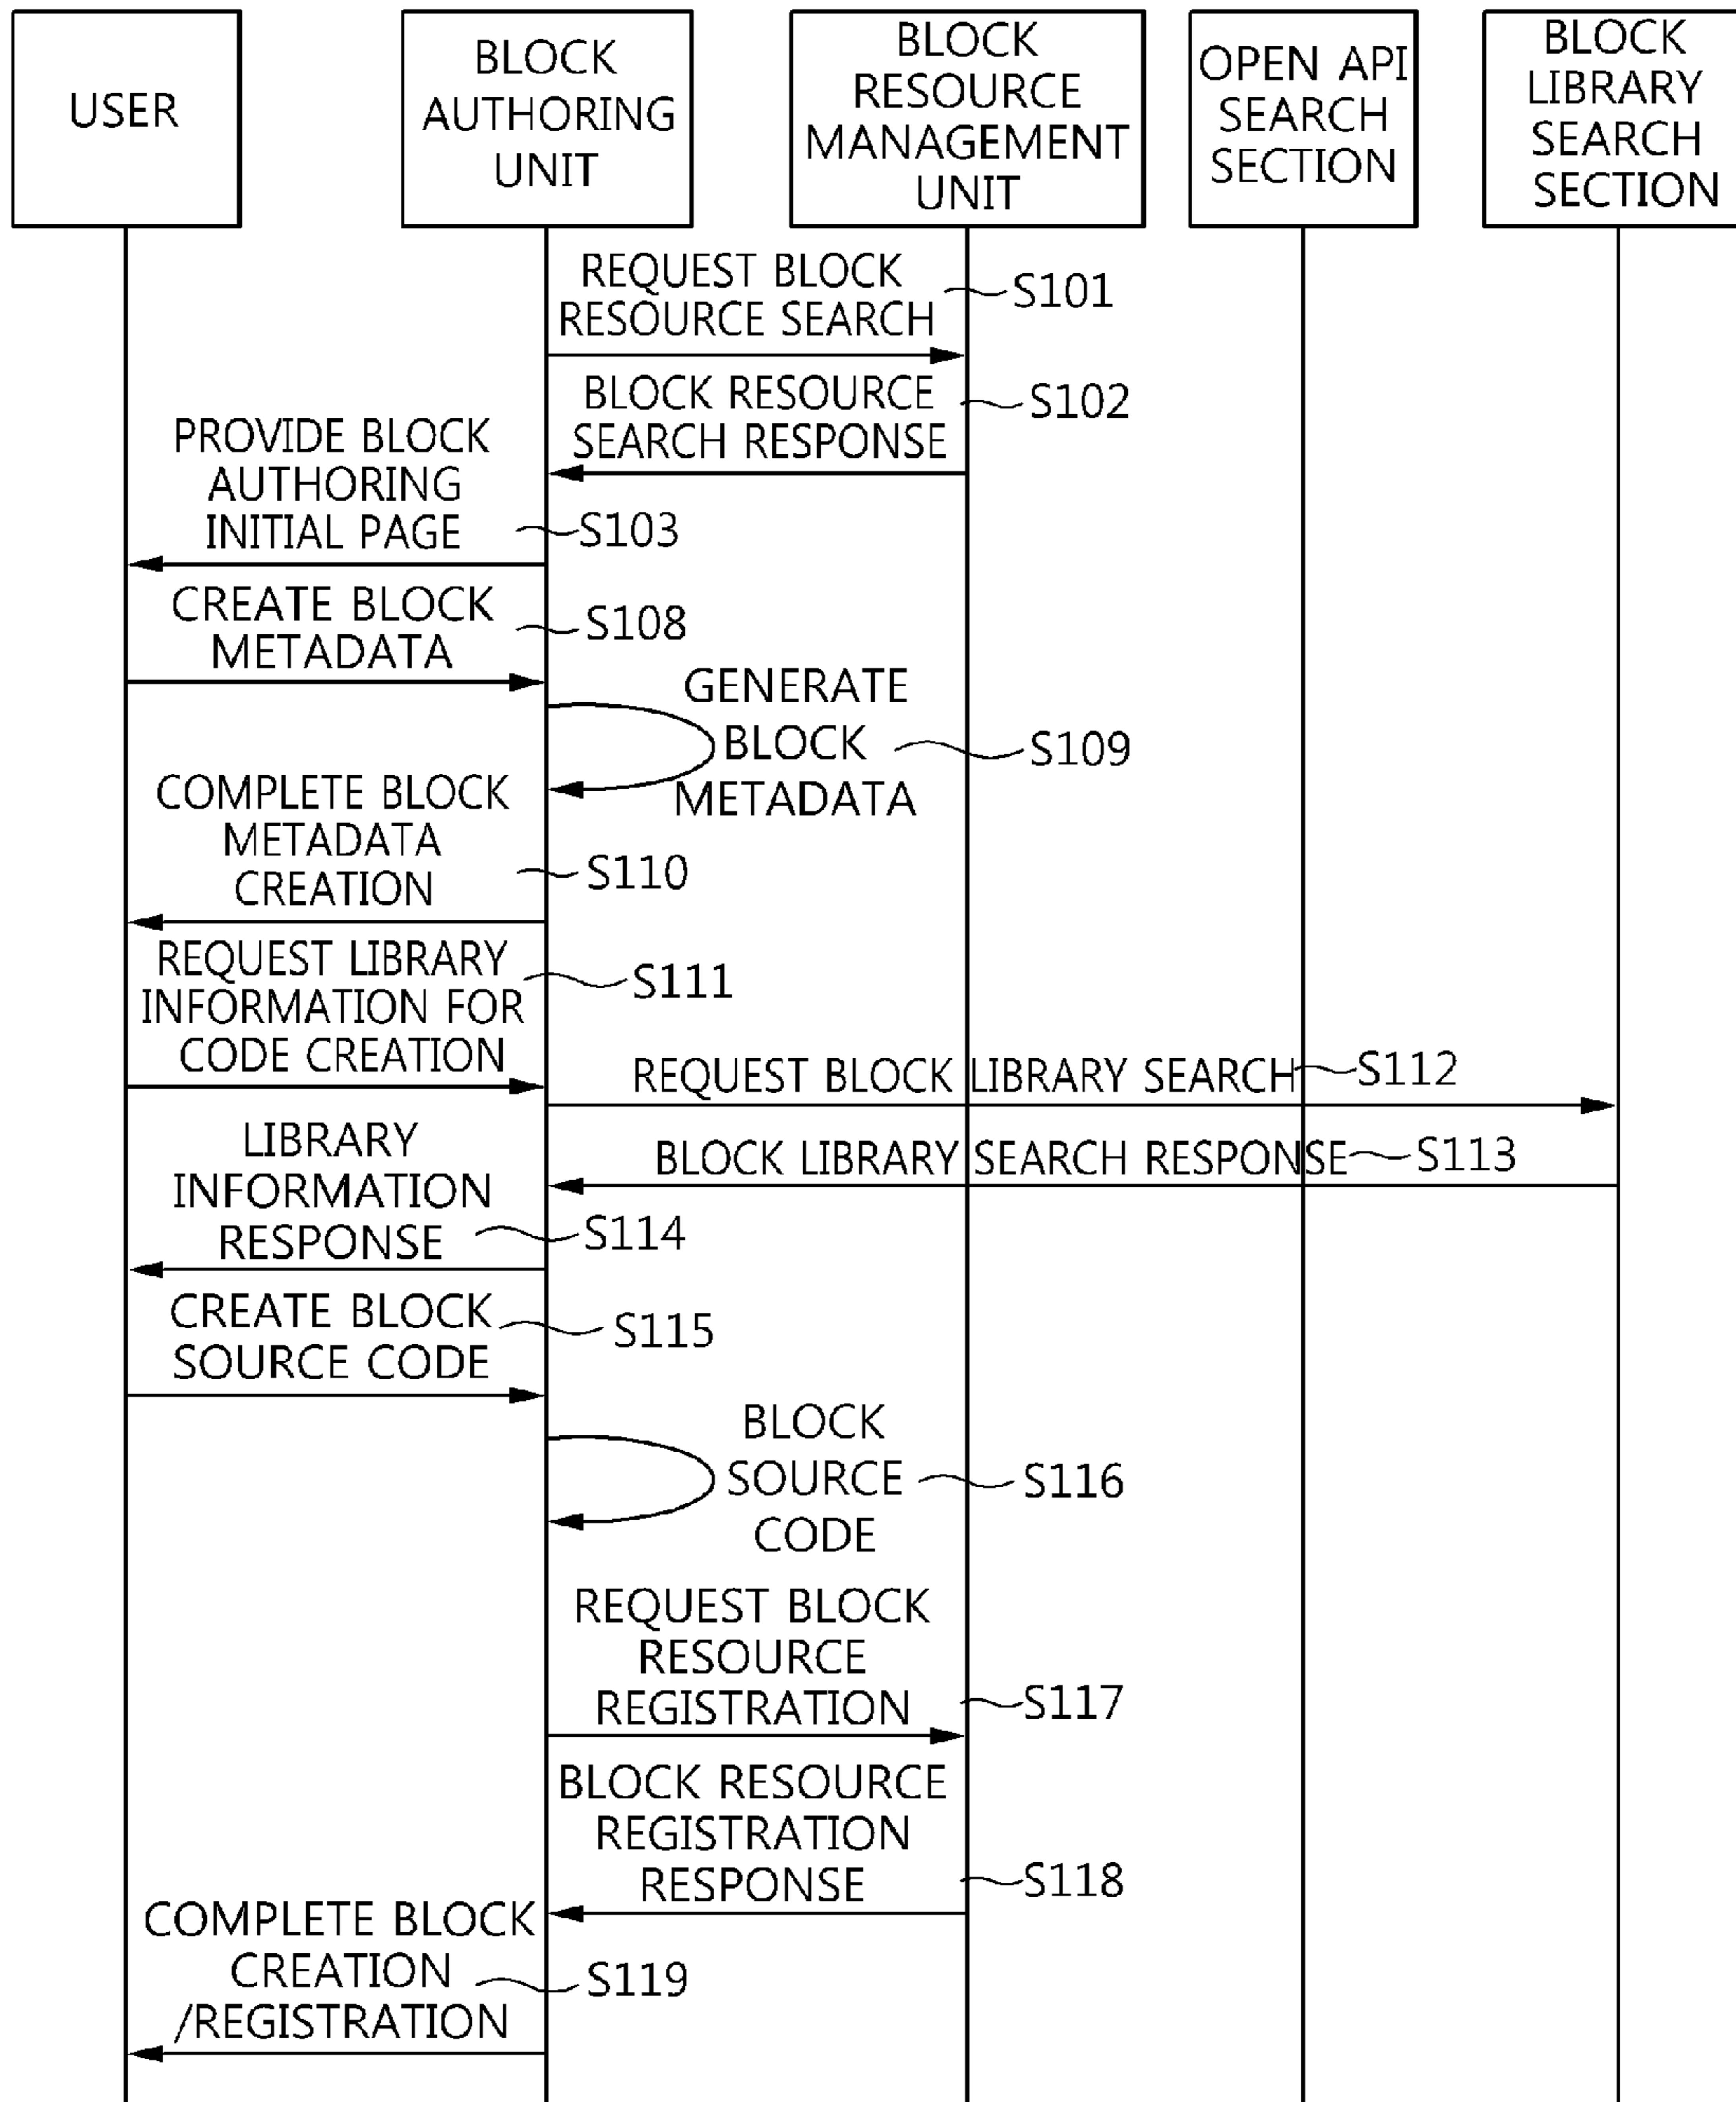 USER
BLOCK
AUTHORING
UNIT
BLOCK
RESOURCE
MANAGEMENT
UNIT
OPEN API
SEARCH
SECTION
BLOCK
LIBRARY
SEARCH
SECTION
REQUEST BLOCK
RESOURCE SEARCH
S101
BLOCK RESOURCE
SEARCH RESPONSE
S102
PROVIDE BLOCK
AUTHORING
INITIAL PAGE
S103
CREATE BLOCK
METADATA
S108
GENERATE
BLOCK
METADATA
S109
COMPLETE BLOCK
METADATA
CREATION
S110
REQUEST LIBRARY
INFORMATION FOR
CODE CREATION
S111
REQUEST BLOCK LIBRARY SEARCH
S112
BLOCK LIBRARY SEARCH RESPONSE
S113
LIBRARY
INFORMATION
RESPONSE
S114
CREATE BLOCK
SOURCE CODE
S115
BLOCK
SOURCE
CODE
S116
REQUEST BLOCK
RESOURCE
REGISTRATION
S117
BLOCK RESOURCE
REGISTRATION
RESPONSE
S118
COMPLETE BLOCK
CREATION
/REGISTRATION
S119